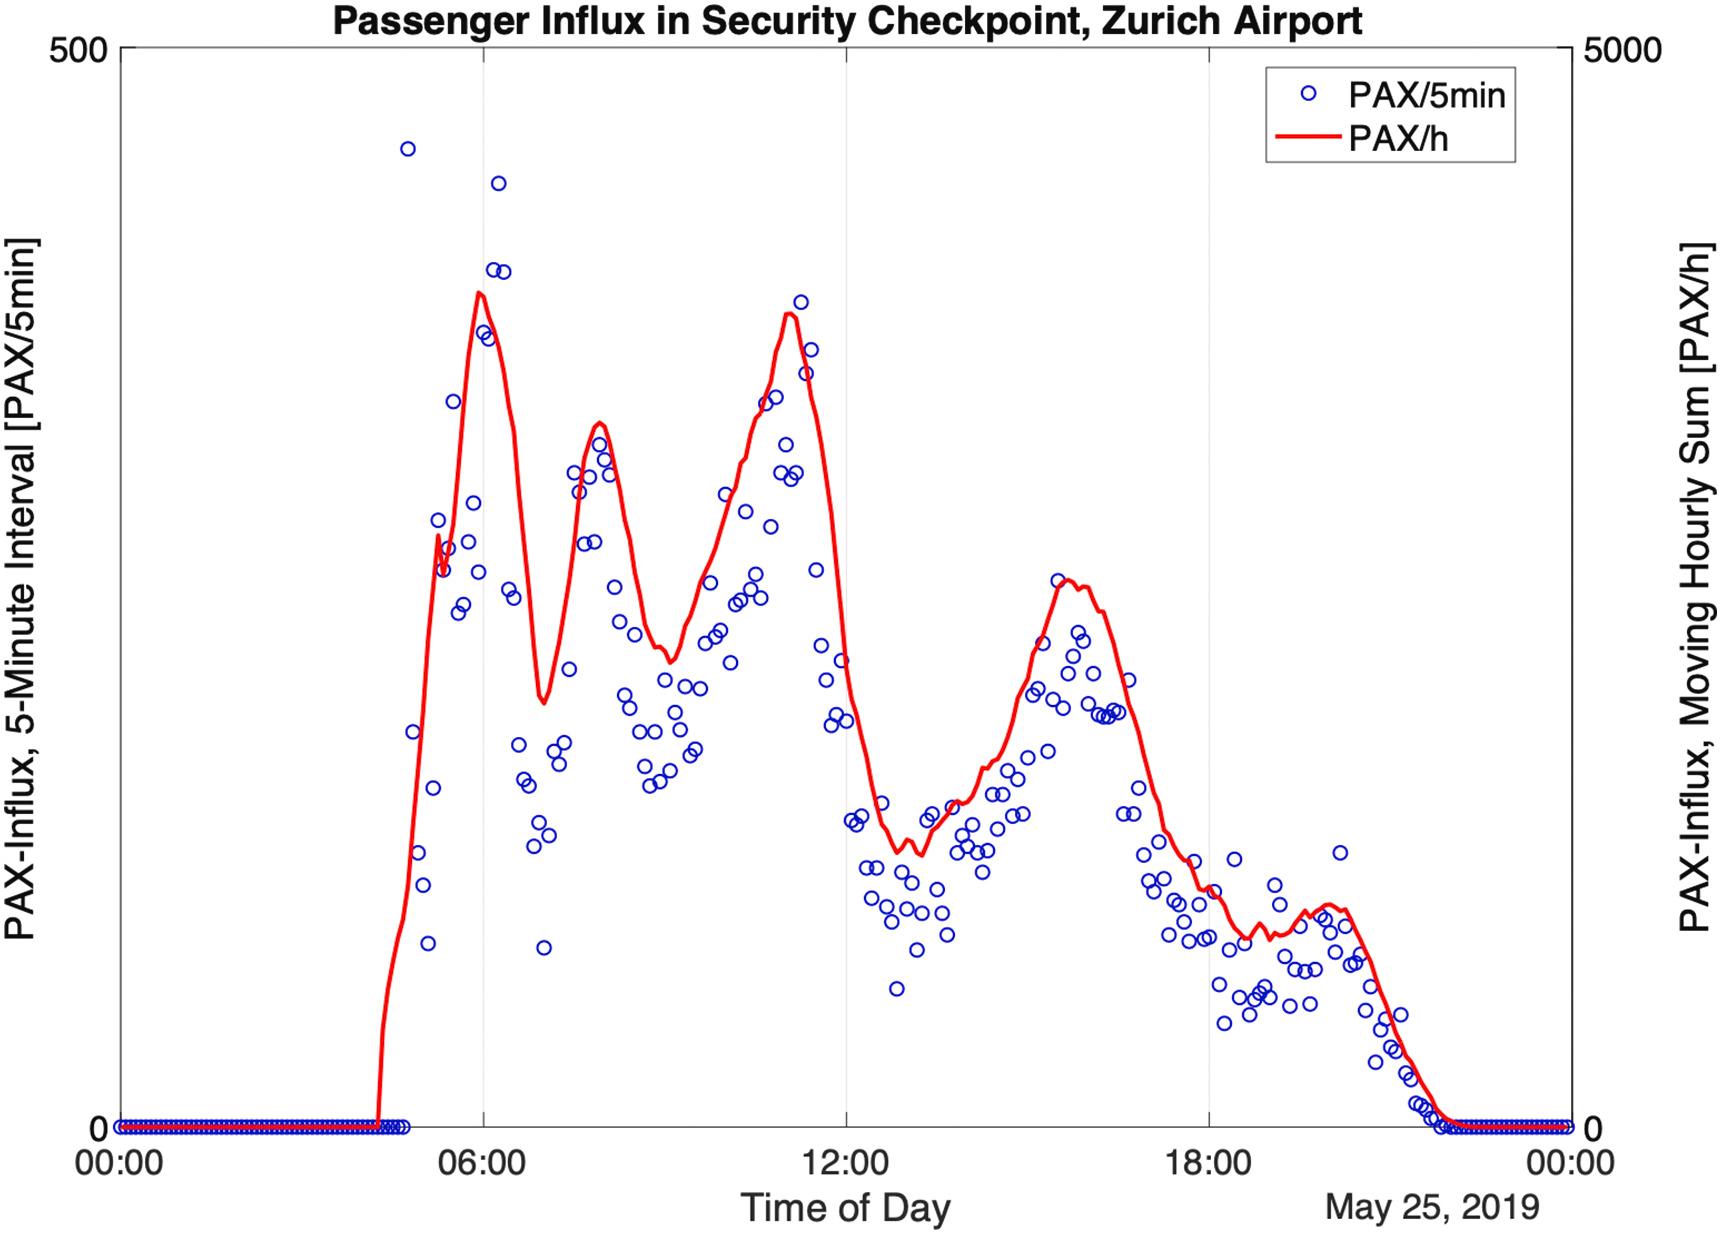 Passenger Influx in Security Checkpoint, Zurich Airport
500
5000
PAX/5min
PAX/h
PAX-Influx, 5-Minute Interval [PAX/5min]
PAX-Influx, Moving Hourly Sum [PAX/h]
0
0
00:00
06:00
12:00
18:00
00:00
Time of Day
May 25, 2019